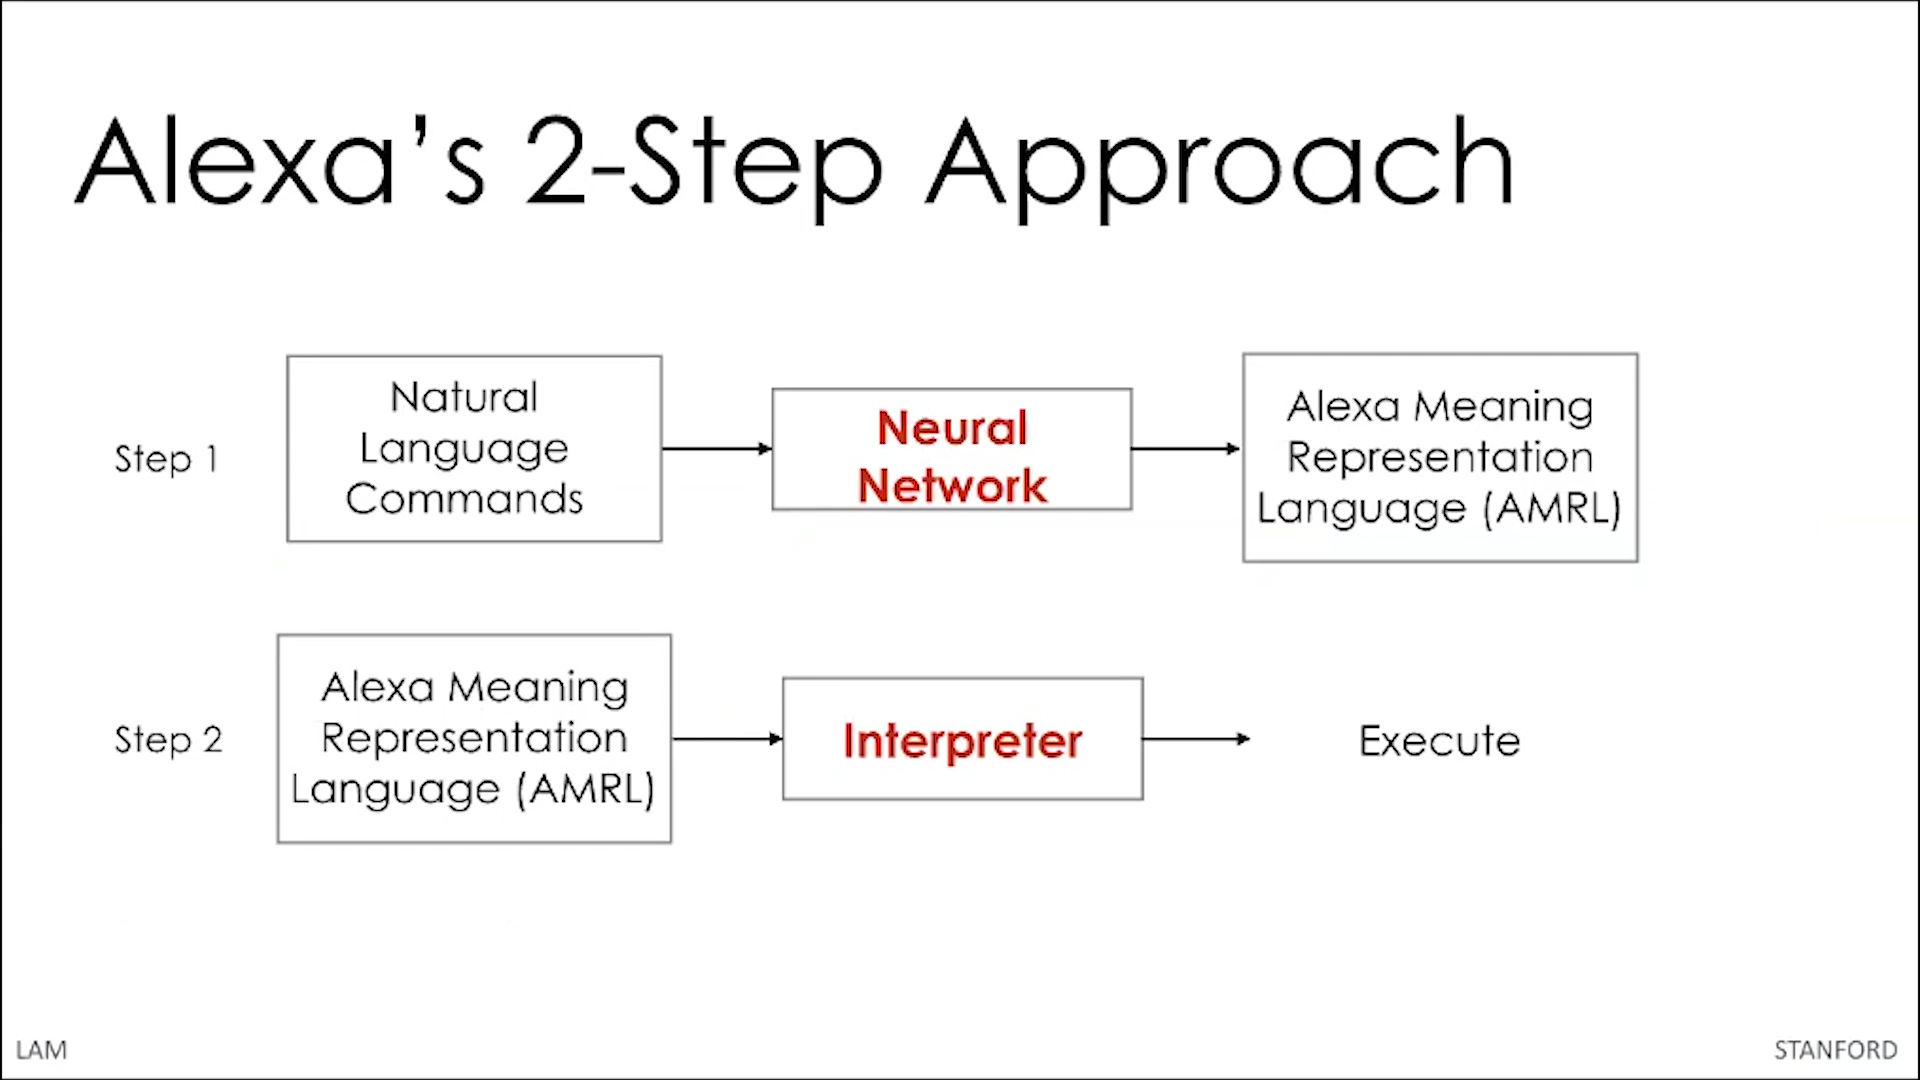 Alexa's 2-Step Approach
Step 1
Natural
Language
Commands
Neural
Network
Alexa Meaning
Representation
Language (AMRL)
Step 2
Alexa Meaning
Representation
Language (AMRL)
Interpreter
Execute
LAM
STANFORD